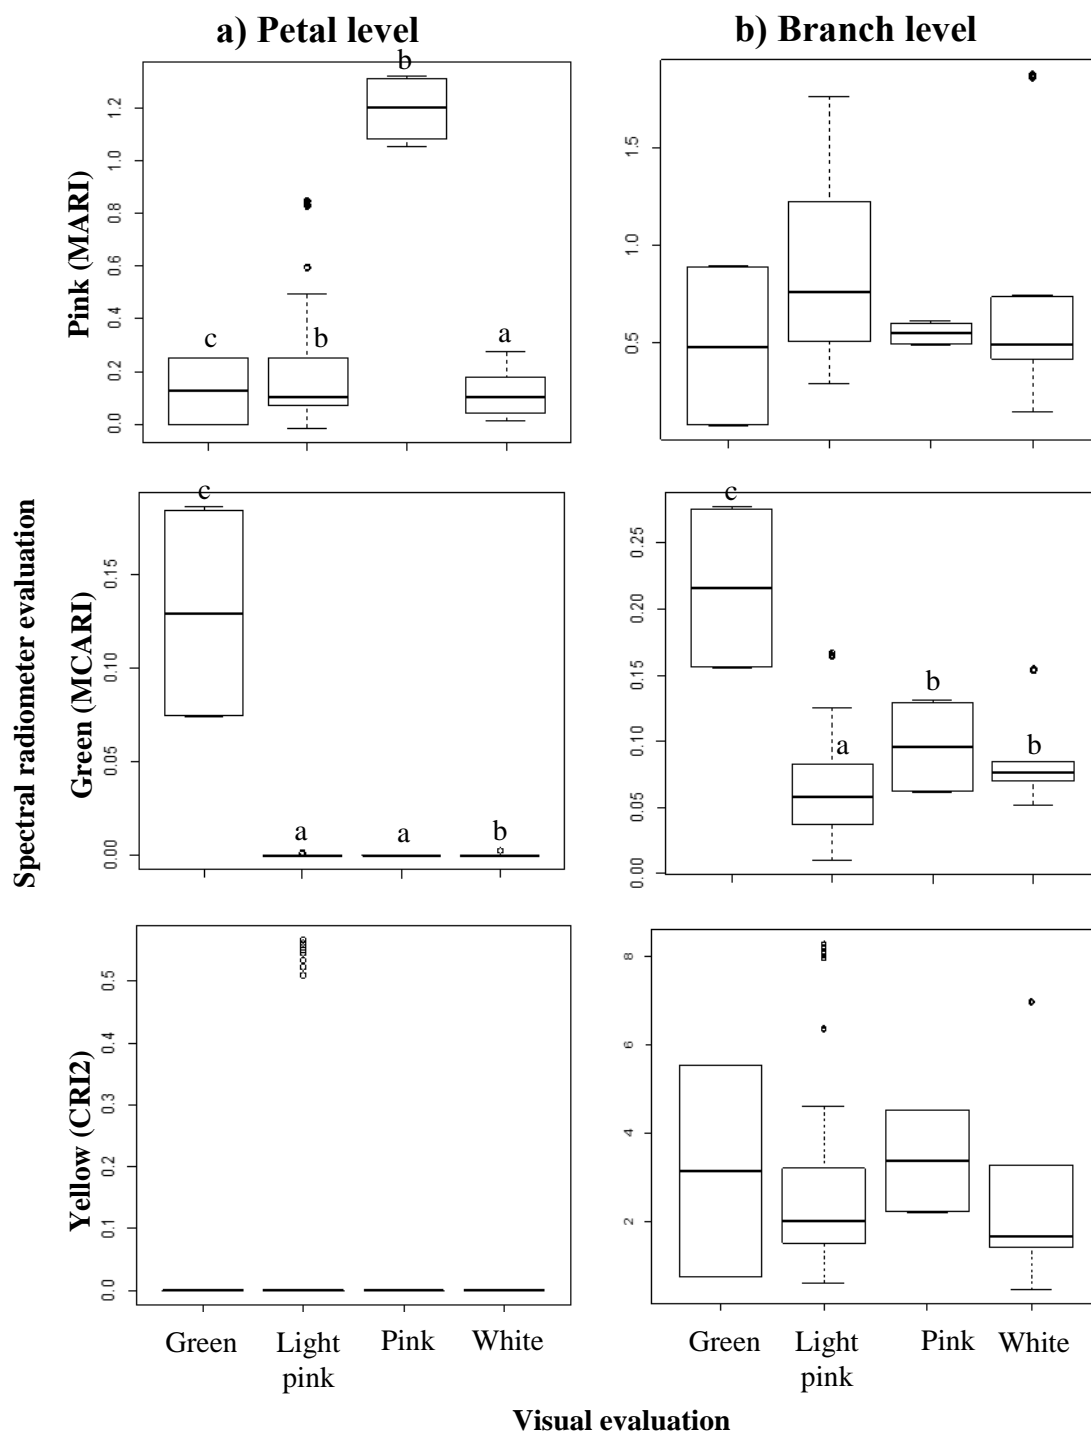 a) Petal level
b) Branch level
Spectral radiometer evaluation
Pink (MARI)
1.2
1.0
0.8
0.6
0.4
0.2
0.0
c
b
b
a
1.5
1.0
0.5
Green (MCARI)
0.15
0.10
0.05
0.00
c
a
a
b
0.25
0.20
0.15
0.10
0.05
0.00
c
a
b
b
Yellow (CRI2)
0.5
0.4
0.3
0.2
0.1
0.0
8
6
4
2
Green
Light
pink
Pink
White
Green
Light
pink
Pink
White
Visual evaluation